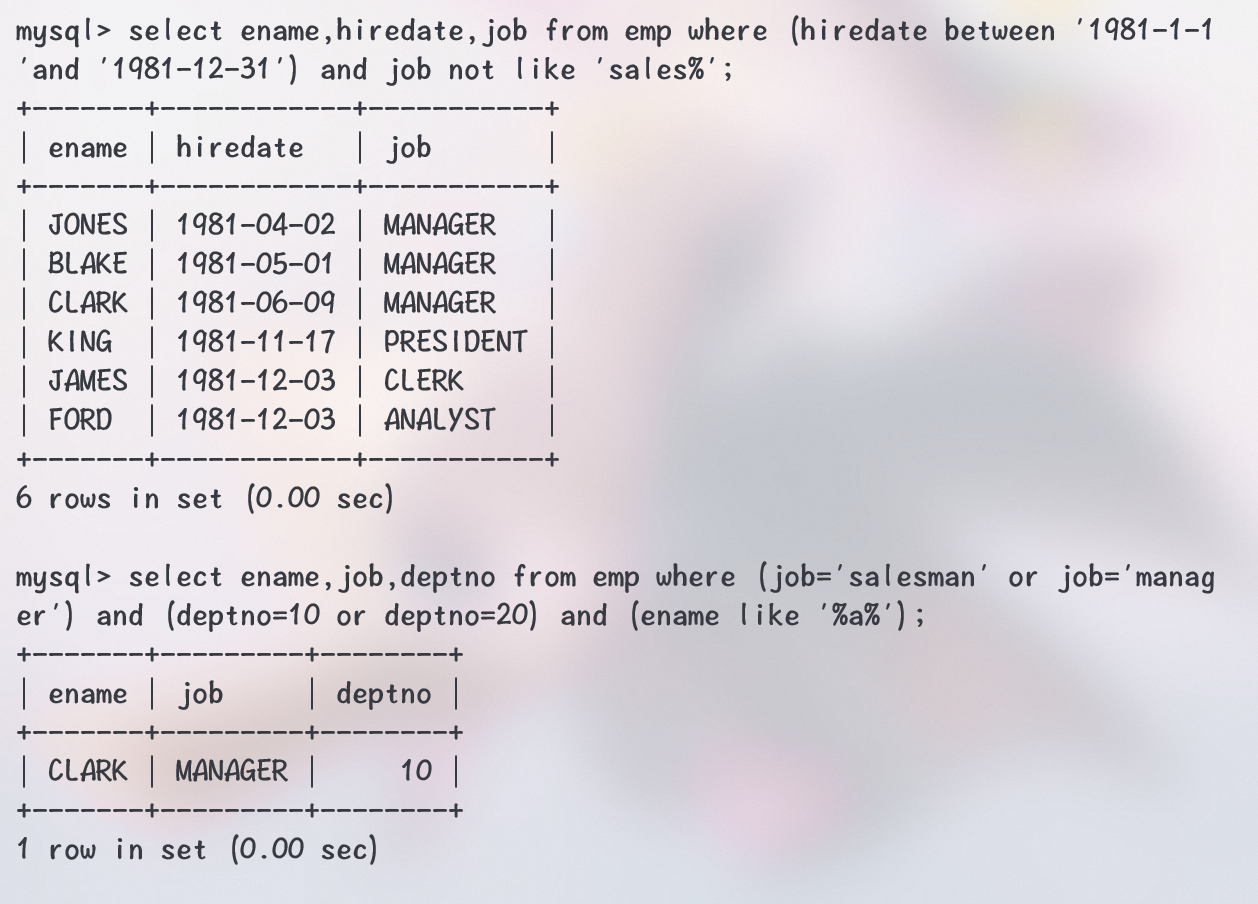 mysql> select ename,hiredate,job from emp where (hiredate between '1981-1-1
'and '1981-12-31') and job not like 'sales%';
+-------+------------+-----------+
| ename | hiredate   | job       |
+-------+------------+-----------+
| JONES | 1981-04-02 | MANAGER   |
| BLAKE | 1981-05-01 | MANAGER   |
| CLARK | 1981-06-09 | MANAGER   |
| KING  | 1981-11-17 | PRESIDENT |
| JAMES | 1981-12-03 | CLERK     |
| FORD  | 1981-12-03 | ANALYST   |
+-------+------------+-----------+
6 rows in set (0.00 sec)

mysql> select ename,job,deptno from emp where (job='salesman' or job='manag
er') and (deptno=10 or deptno=20) and (ename like '%a%');
+-------+---------+--------+
| ename | job     | deptno |
+-------+---------+--------+
| CLARK | MANAGER |     10 |
+-------+---------+--------+
1 row in set (0.00 sec)